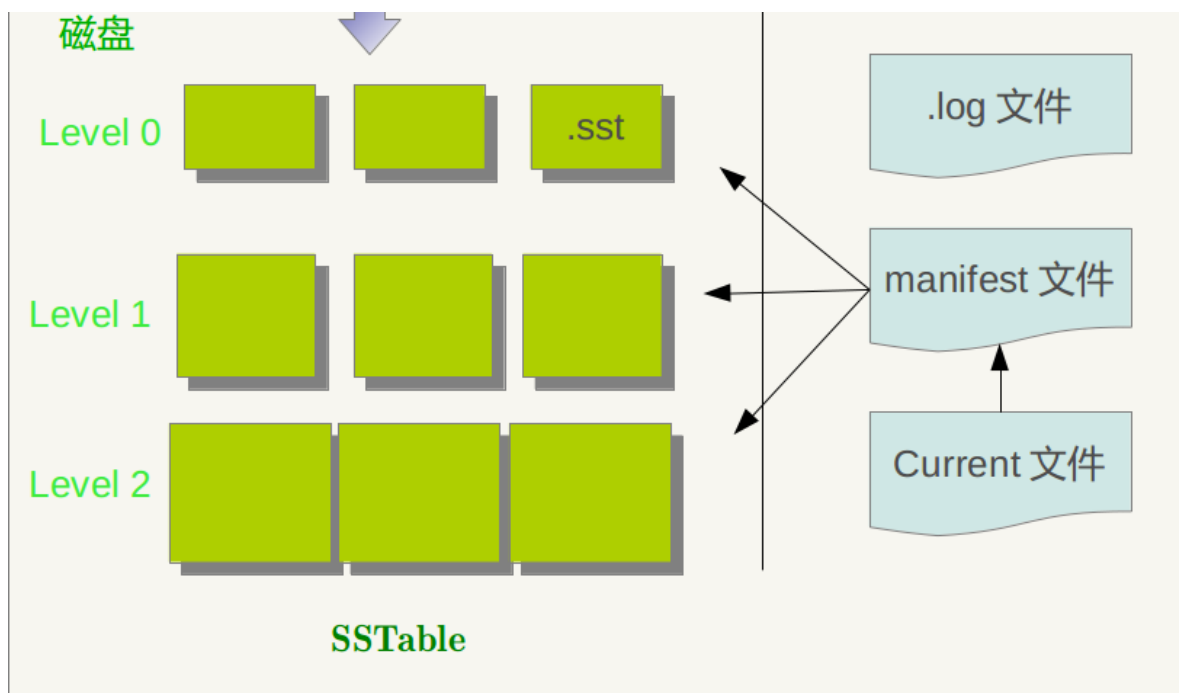 磁盘
Level 0
.sst
Level 1
Level 2
SSTable
.log 文件
manifest 文件
Current 文件